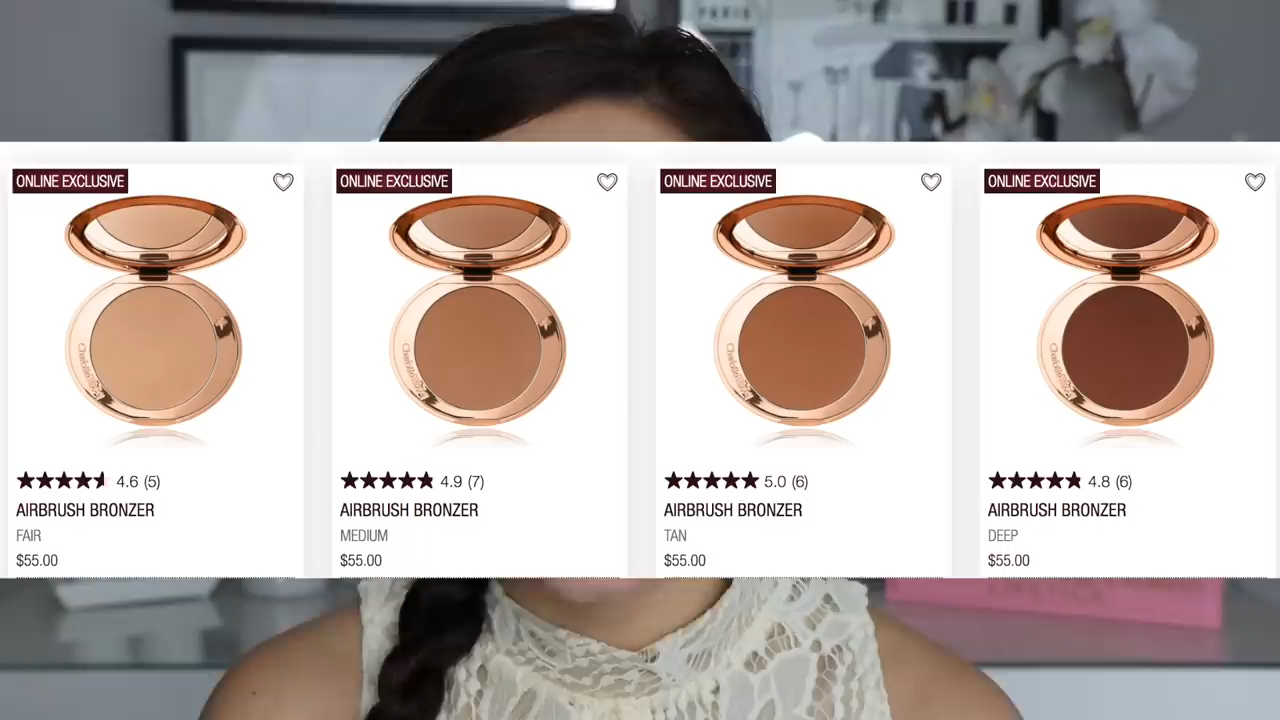 PARIS
ONLINE EXCLUSIVE
ONLINE EXCLUSIVE
ONLINE EXCLUSIVE
ONLINE EXCLUSIVE
4.6 (5)
4.9 (7)
5.0 (6)
4.8 (6)
AIRBRUSH BRONZER
AIRBRUSH BRONZER
AIRBRUSH BRONZER
AIRBRUSH BRONZER
FAIR
MEDIUM
TAN
DEEP
$55.00
$55.00
$55.00
$55.00
LIPSTICK